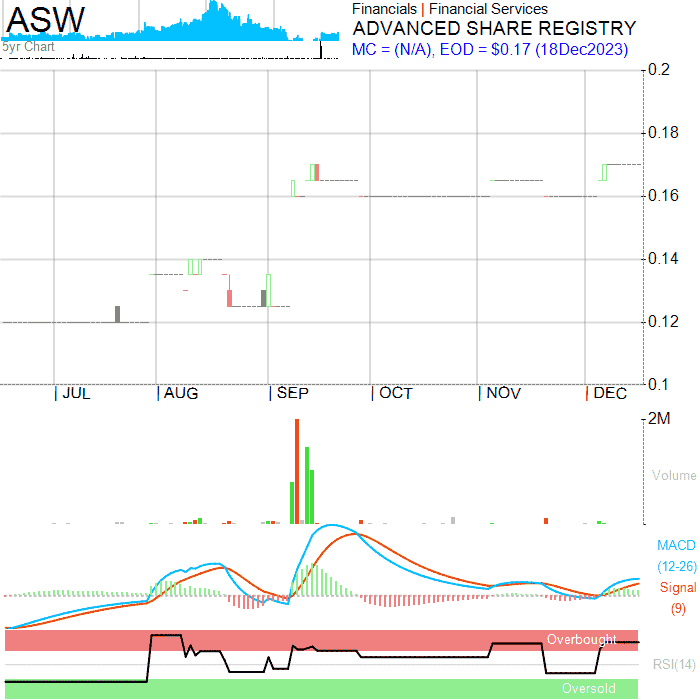 ASW
5yr Chart
Financials | Financial Services
ADVANCED SHARE REGISTRY
MC = (N/A), EOD = $0.17 (18Dec2023)
0.2
0.18
0.16
0.14
0.12
0.1
| JUL | AUG | SEP | OCT | NOV | DEC
2M
Volume
MACD
(12-26)
Signal
(9)
Overbought
RSI(14)
Oversold